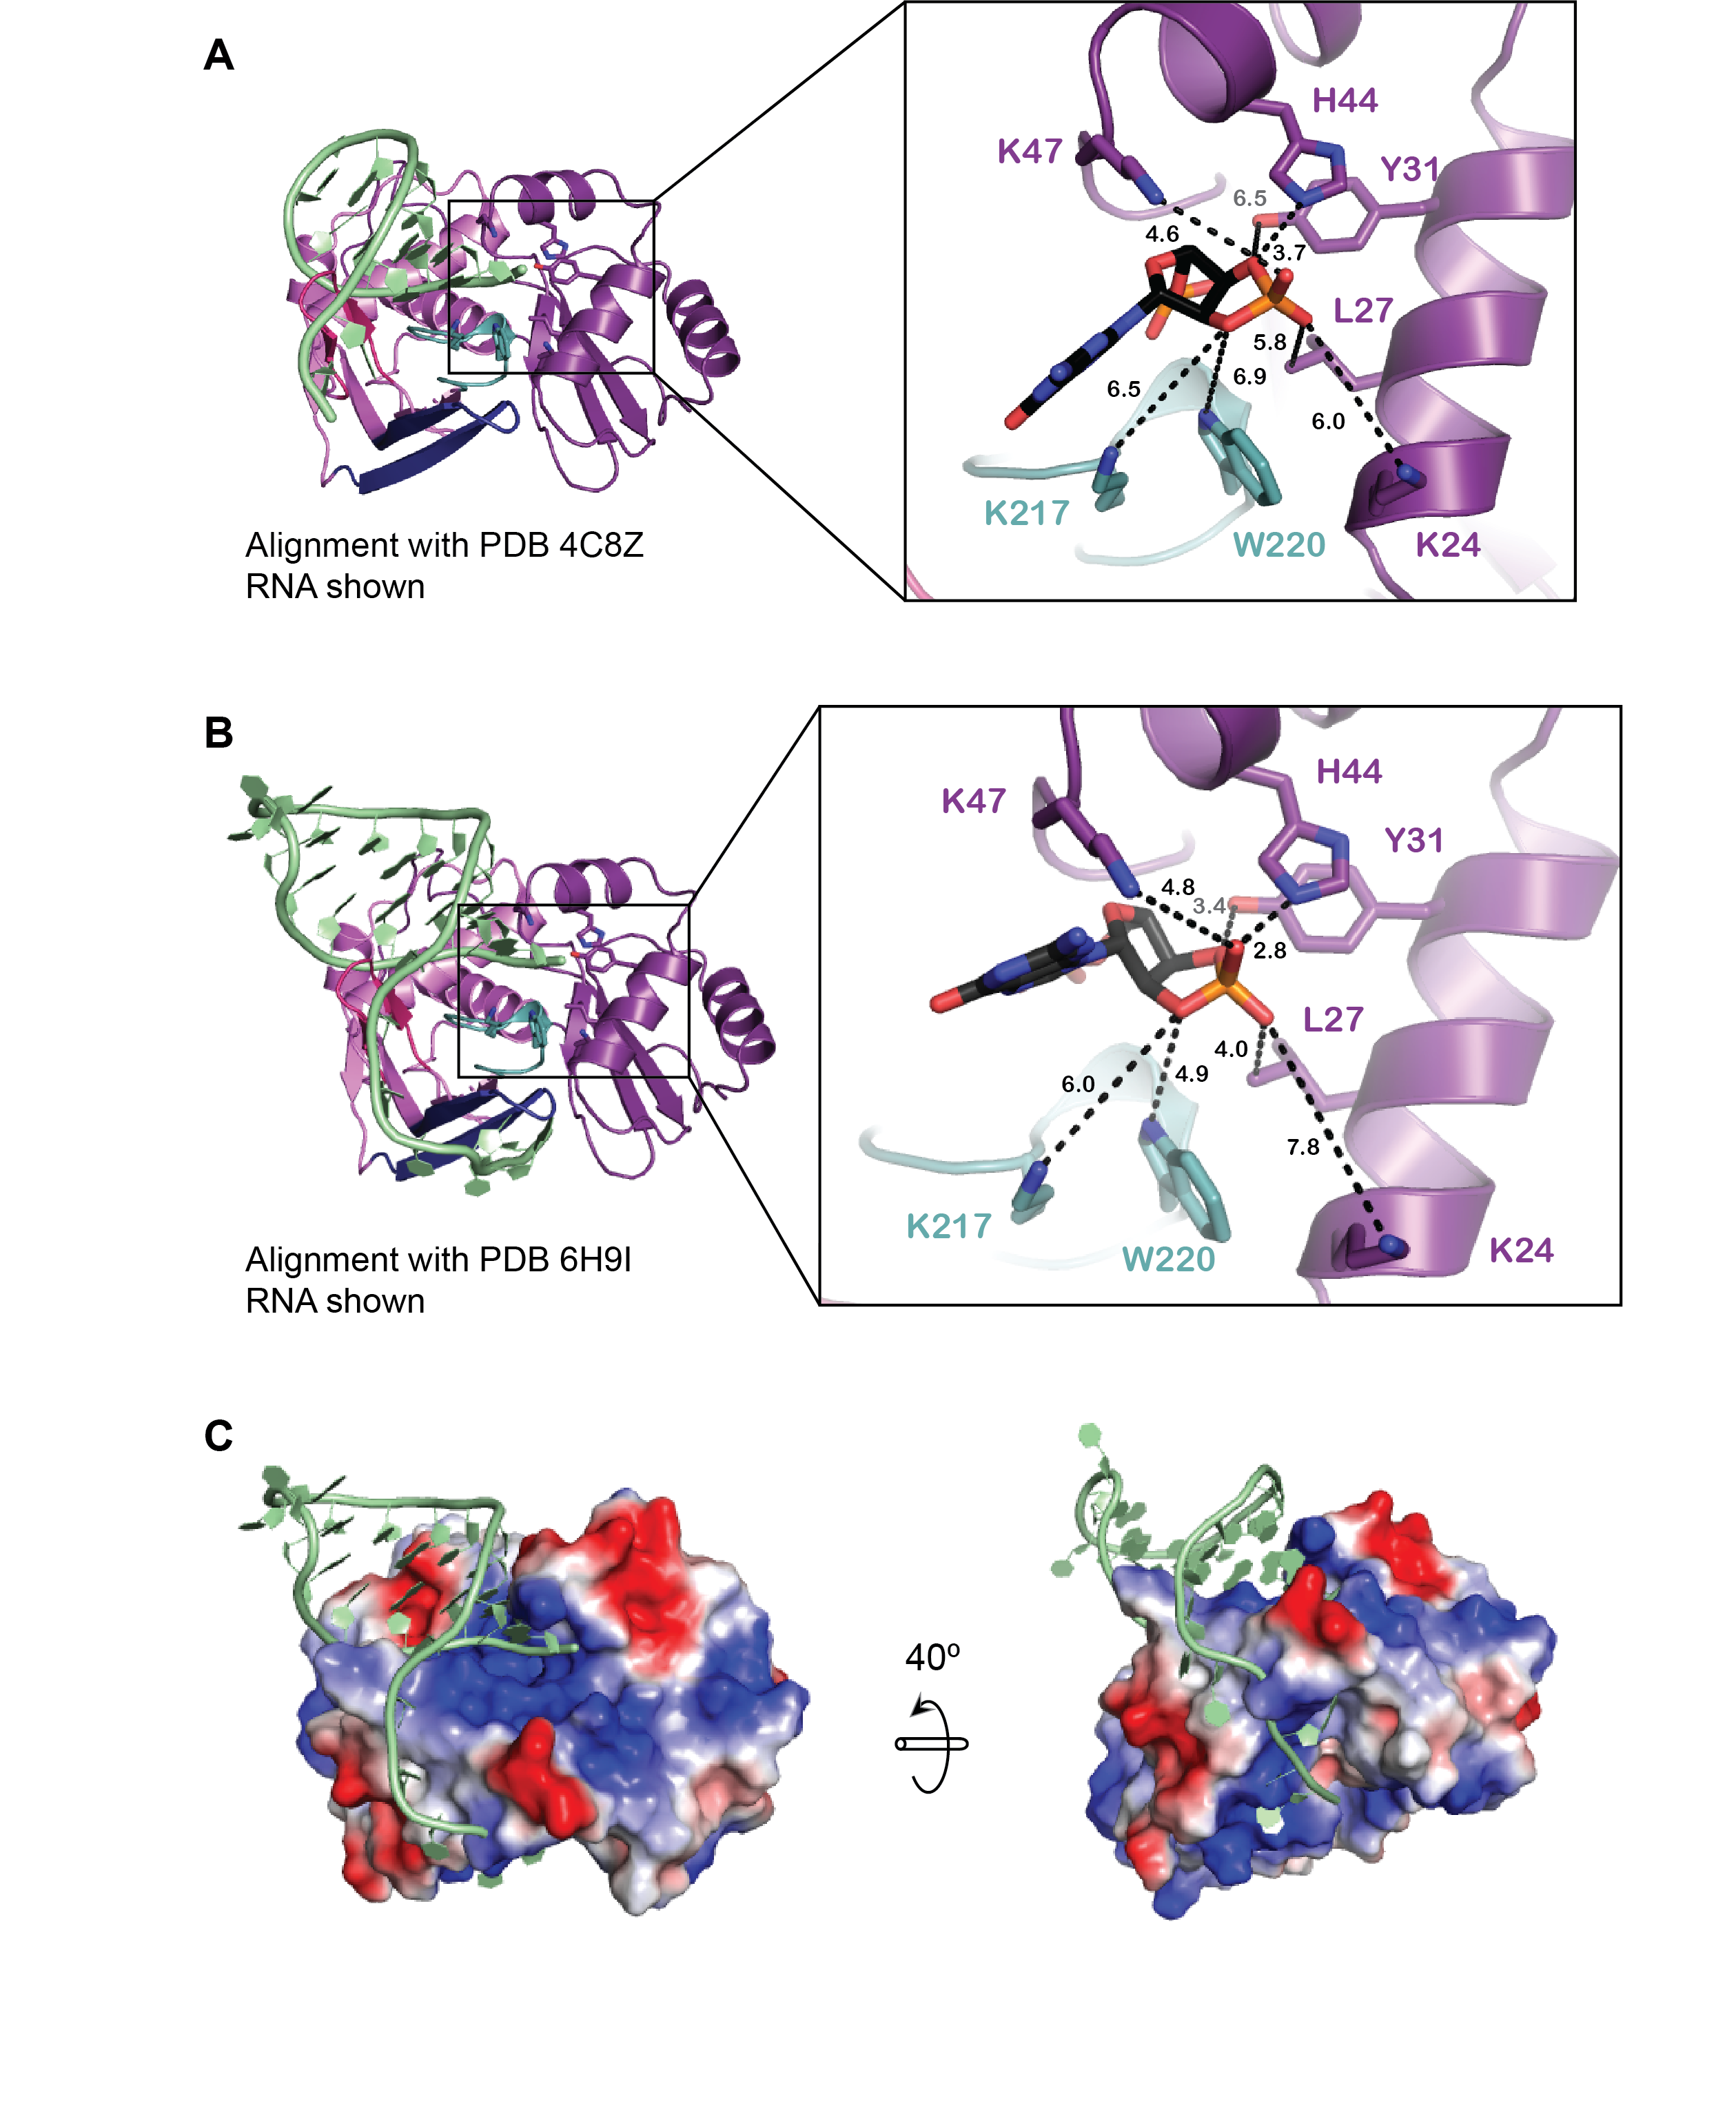 A
H44
K47
Y31
6.5
4.6
3.7
L27
5.8
6.9
6.5
6.0
K217
W220
K24
Alignment with PDB 4C8Z
RNA shown
B
H44
K47
Y31
4.8
3.4
2.8
L27
4.0
4.9
6.0
7.8
K217
W220
K24
Alignment with PDB 6H9I
RNA shown
C
40º